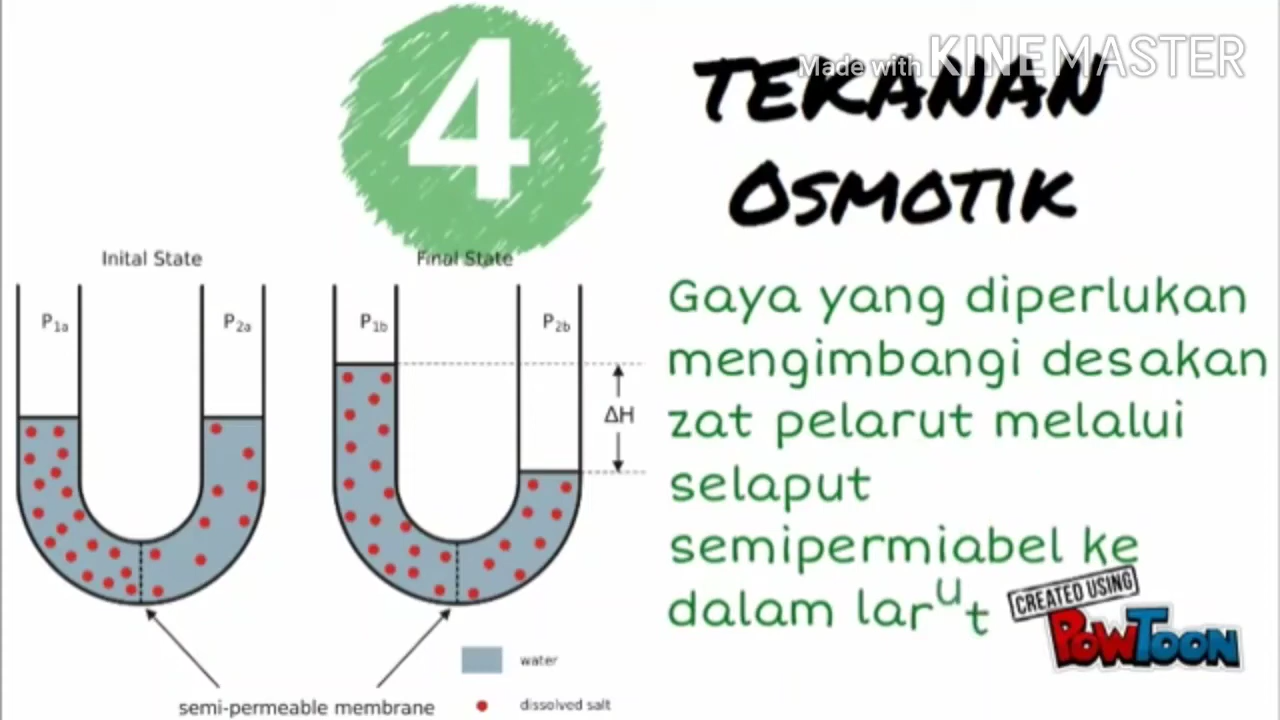 4
Made with KINEMASTER
TEKANAN
OSMOTIK
Inital State
Final State
P1a
P2a
P1b
P2b
ΔH
Gaya yang diperlukan
mengimbangi desakan
zat pelarut melalui
selaput
semipermiabel ke
dalam larut
CREATED USING
POWTOON
water
semi-permeable membrane
dissolved salt